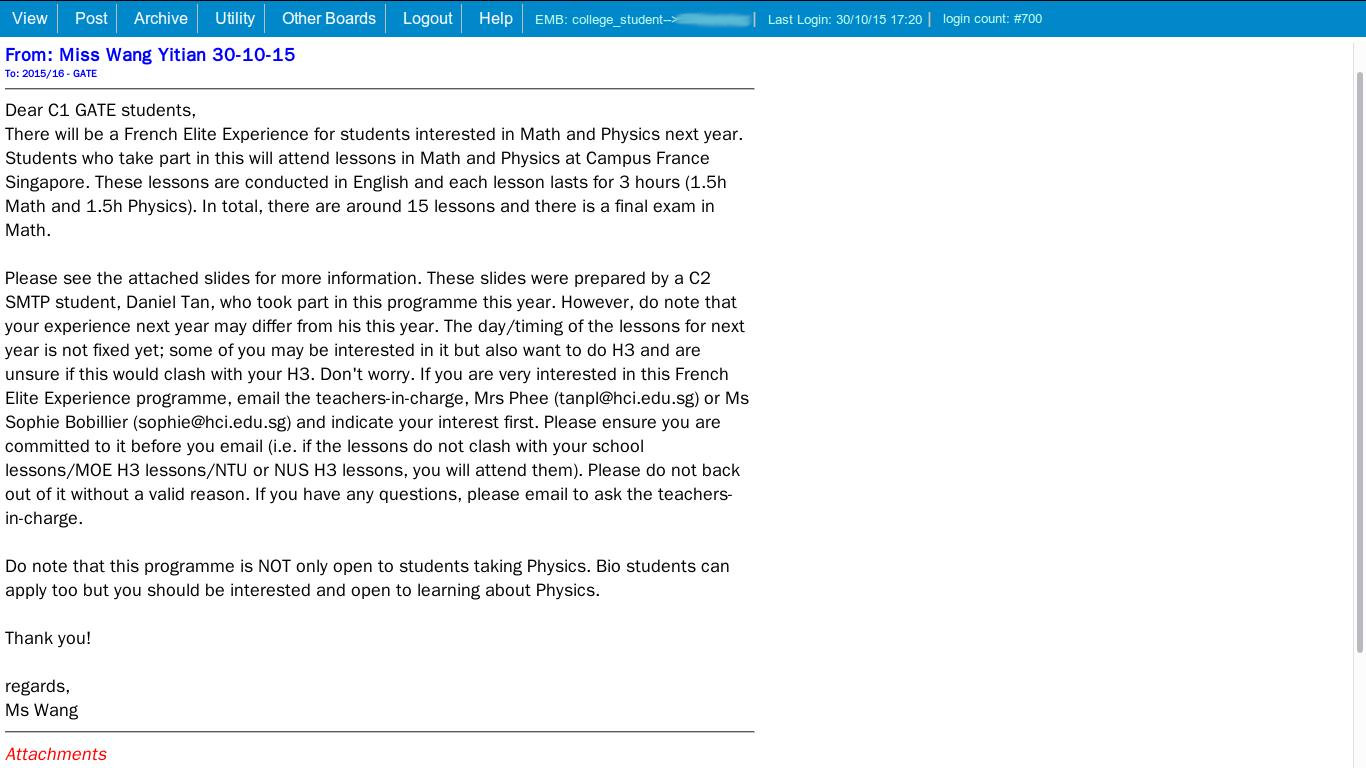 View Post Archive Utility Other Boards Logout Help EMB: college_student--> | Last Login: 30/10/15 17:20 | login count: #700
From: Miss Wang Yitian 30-10-15
To: 2015/16 - GATE
Dear C1 GATE students,
There will be a French Elite Experience for students interested in Math and Physics next year.
Students who take part in this will attend lessons in Math and Physics at Campus France
Singapore. These lessons are conducted in English and each lesson lasts for 3 hours (1.5h
Math and 1.5h Physics). In total, there are around 15 lessons and there is a final exam in
Math.
Please see the attached slides for more information. These slides were prepared by a C2
SMTP student, Daniel Tan, who took part in this programme this year. However, do note that
your experience next year may differ from his this year. The day/timing of the lessons for next
year is not fixed yet; some of you may be interested in it but also want to do H3 and are
unsure if this would clash with your H3. Don't worry. If you are very interested in this French
Elite Experience programme, email the teachers-in-charge, Mrs Phee (tanpl@hci.edu.sg) or Ms
Sophie Bobillier (sophie@hci.edu.sg) and indicate your interest first. Please ensure you are
committed to it before you email (i.e. if the lessons do not clash with your school
lessons/MOE H3 lessons/NTU or NUS H3 lessons, you will attend them). Please do not back
out of it without a valid reason. If you have any questions, please email to ask the teachers-
in-charge.
Do note that this programme is NOT only open to students taking Physics. Bio students can
apply too but you should be interested and open to learning about Physics.
Thank you!
regards,
Ms Wang
Attachments